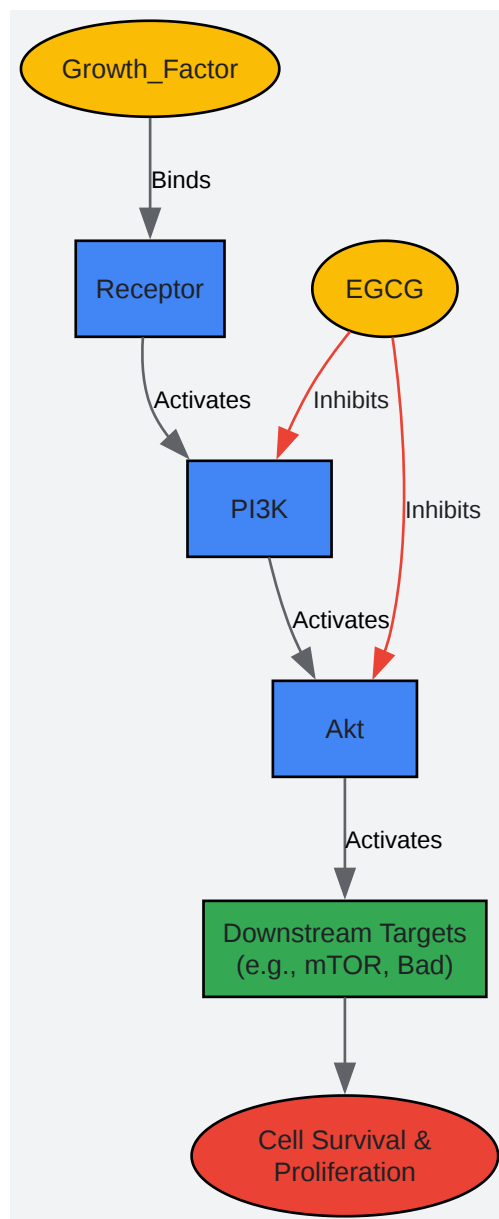 Growth_Factor
Binds
Receptor
EGCG
Activates
Inhibits
PI3K
Inhibits
Activates
Akt
Activates
Downstream Targets
(e.g., mTOR, Bad)
Cell Survival &
Proliferation